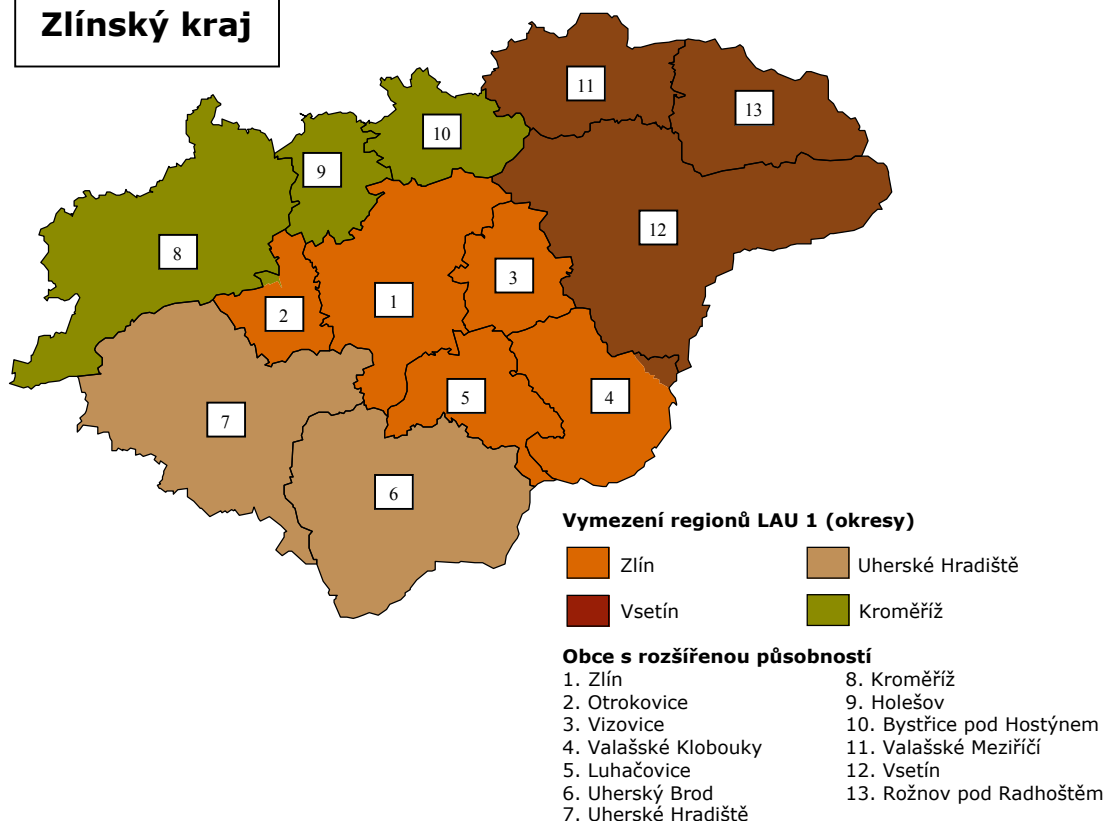 Zlínský kraj
11
13
10
9
12
8
3
1
2
5
4
7
6
Vymezení regionů LAU 1 (okresy)
Zlín
Uherské Hradiště
Vsetín
Kroměříž
Obce s rozšířenou působností
1. Zlín
2. Otrokovice
3. Vizovice
4. Valašské Klobouky
5. Luhačovice
6. Uherský Brod
7. Uherské Hradiště
8. Kroměříž
9. Holešov
10. Bystřice pod Hostýnem
11. Valašské Meziříčí
12. Vsetín
13. Rožnov pod Radhoštěm